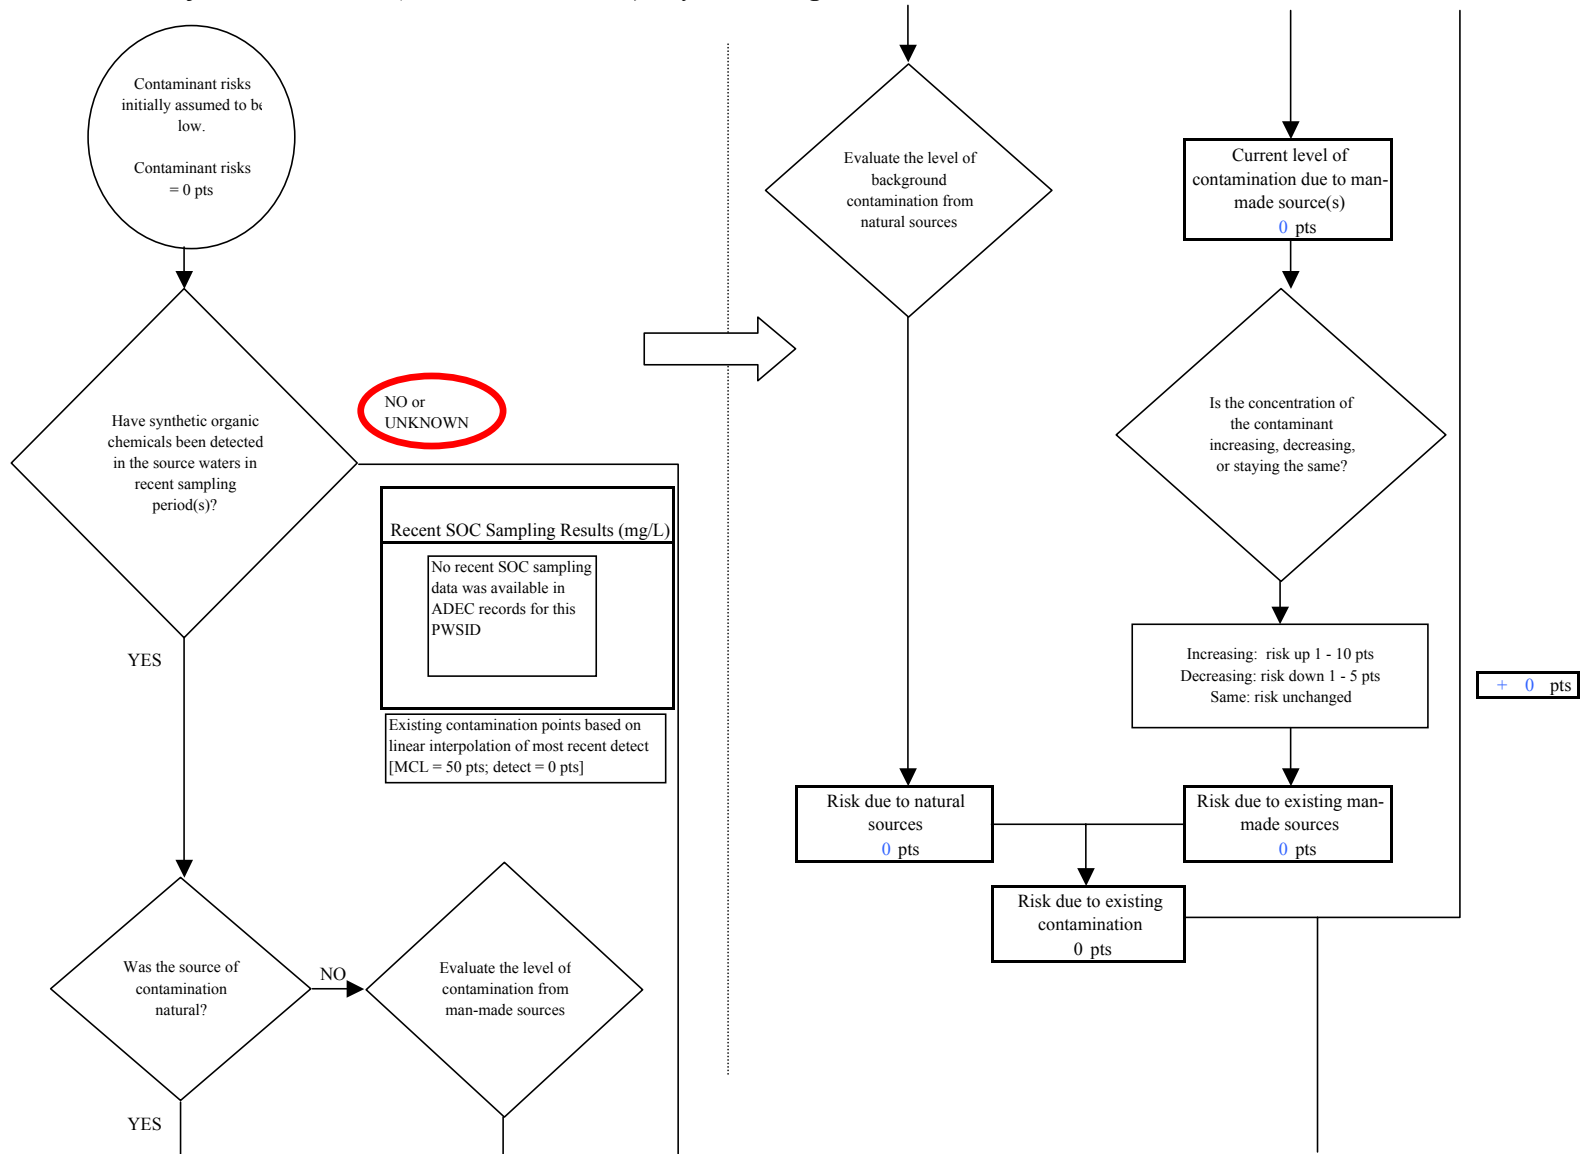 Contaminant risks
initially assumed to be
low.
Contaminant risks
= 0 pts
Have synthetic organic
chemicals been detected
in the source waters in
recent sampling
period(s)?
NO or
UNKNOWN
Recent SOC Sampling Results (mg/L)
No recent SOC sampling
data was available in
ADEC records for this
PWSID
Existing contamination points based on
linear interpolation of most recent detect
[MCL = 50 pts; detect = 0 pts]
YES
Was the source of
contamination
natural?
NO
Evaluate the level of
contamination from
man-made sources
YES
Evaluate the level of
background
contamination from
natural sources
Current level of
contamination due to man-
made source(s)
0 pts
Is the concentration of
the contaminant
increasing, decreasing,
or staying the same?
Increasing: risk up 1 - 10 pts
Decreasing: risk down 1 - 5 pts
Same: risk unchanged
+ 0 pts
Risk due to natural
sources
0 pts
Risk due to existing man-
made sources
0 pts
Risk due to existing
contamination
0 pts